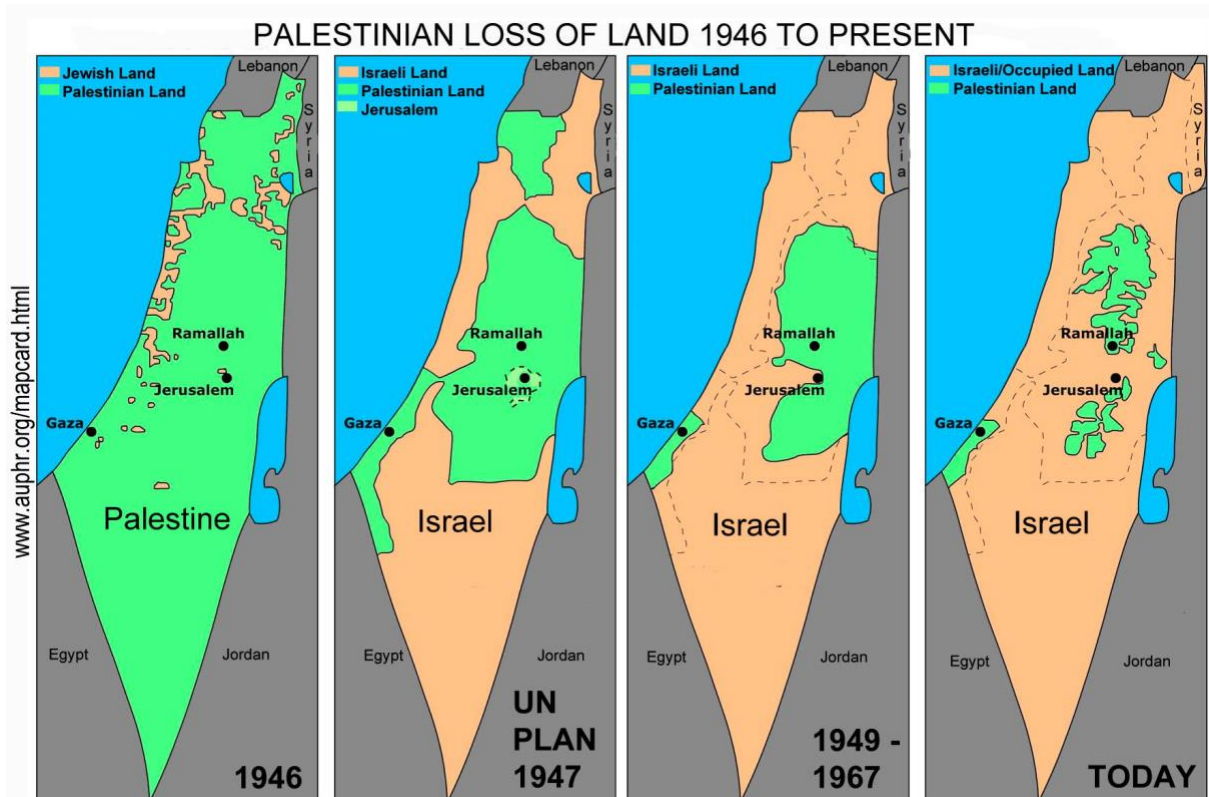 PALESTINIAN LOSS OF LAND 1946 TO PRESENT
www.auphr.org/mapcard.html
Jewish Land
Palestinian Land
Lebanon
Syria
Ramallah
Jerusalem
Gaza
Palestine
Egypt
Jordan
1946
Israeli Land
Palestinian Land
Jerusalem
Lebanon
Ramallah
Jerusalem
Gaza
Israel
Egypt
Jordan
UN
PLAN
1947
Israeli Land
Palestinian Land
Lebanon
Syria
Ramallah
Jerusalem
Gaza
Israel
Egypt
Jordan
1949 -
1967
Israeli/Occupied Land
Palestinian Land
Lebanon
Syria
Ramallah
Jerusalem
Gaza
Israel
Egypt
Jordan
TODAY